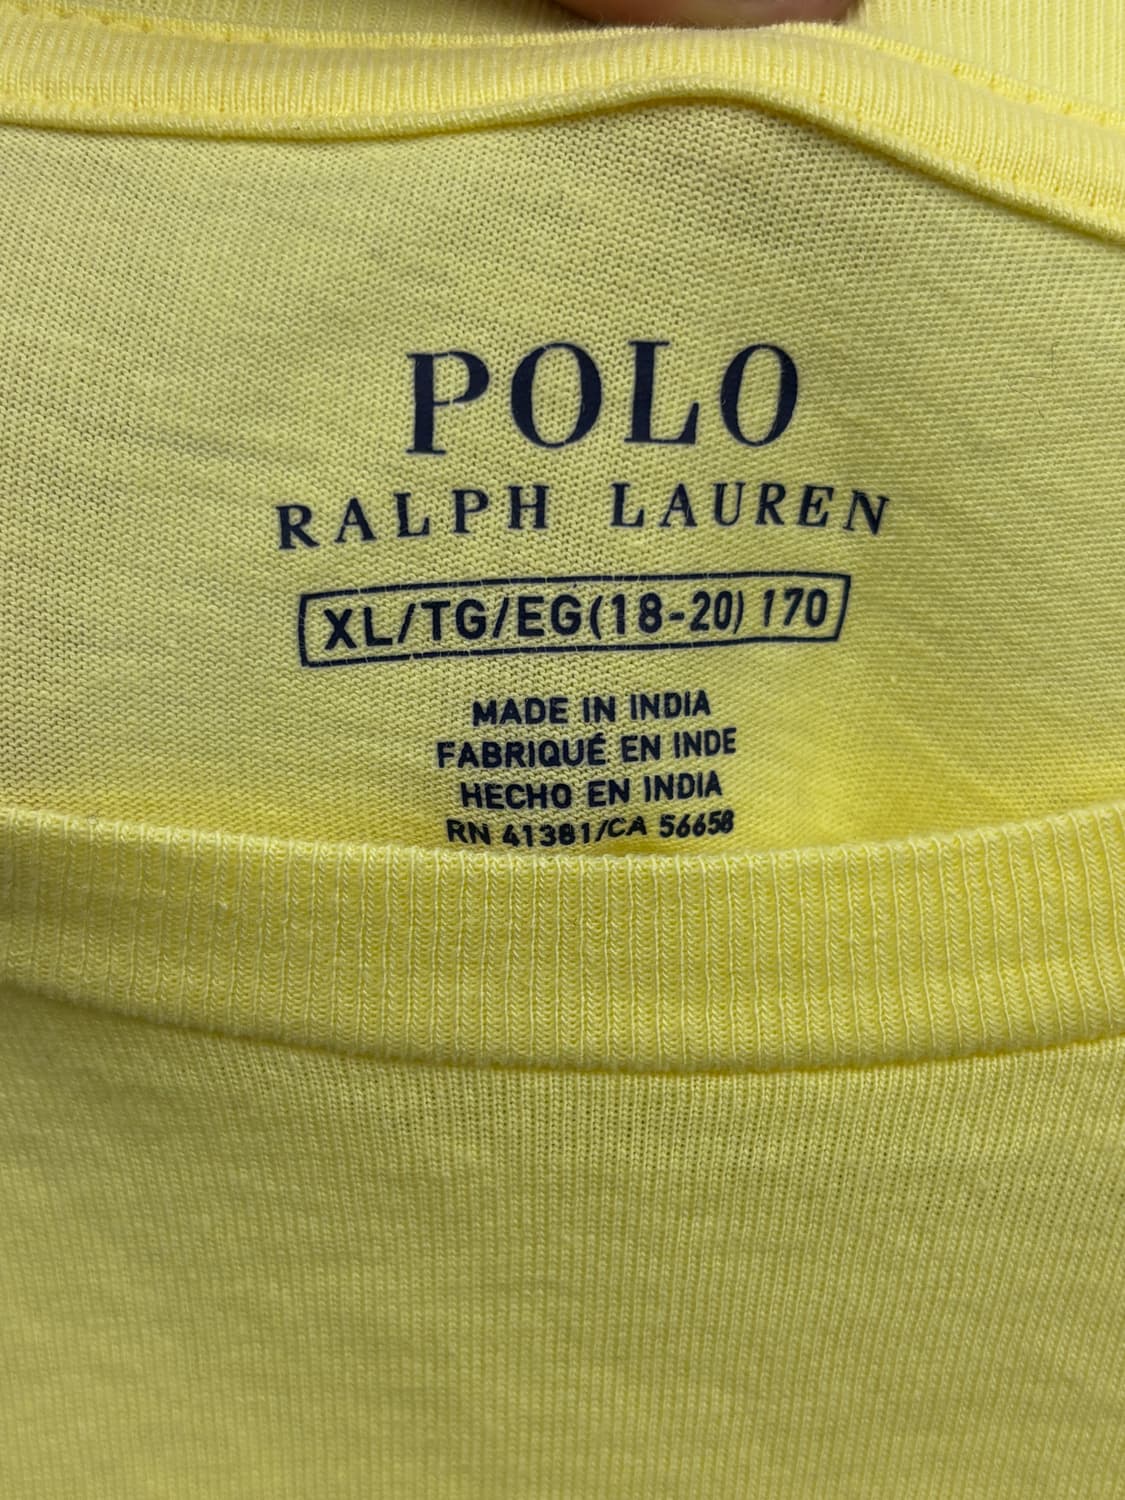 POLO
RALPH LAUREN
XL/TG/EG(18-20) 170
MADE IN INDIA
FABRIQUÉ EN INDE
HECHO EN INDIA
RN 41381/CA 56658